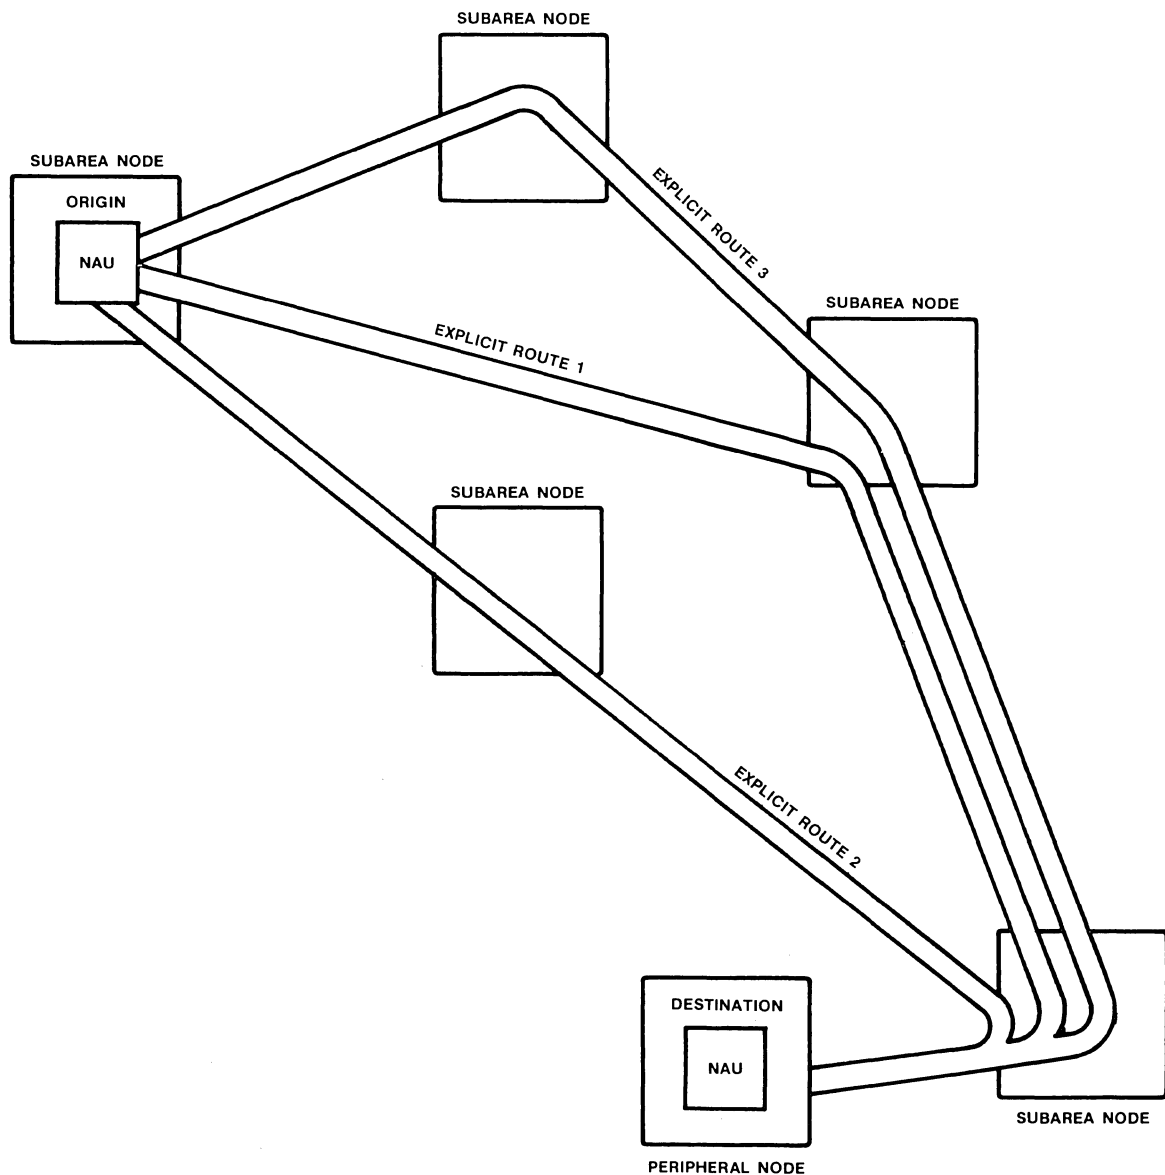 SUBAREA NODE
SUBAREA NODE
ORIGIN
NAU
EXPLICIT ROUTE 3
SUBAREA NODE
EXPLICIT ROUTE 1
SUBAREA NODE
EXPLICIT ROUTE 2
DESTINATION
NAU
SUBAREA NODE
PERIPHERAL NODE